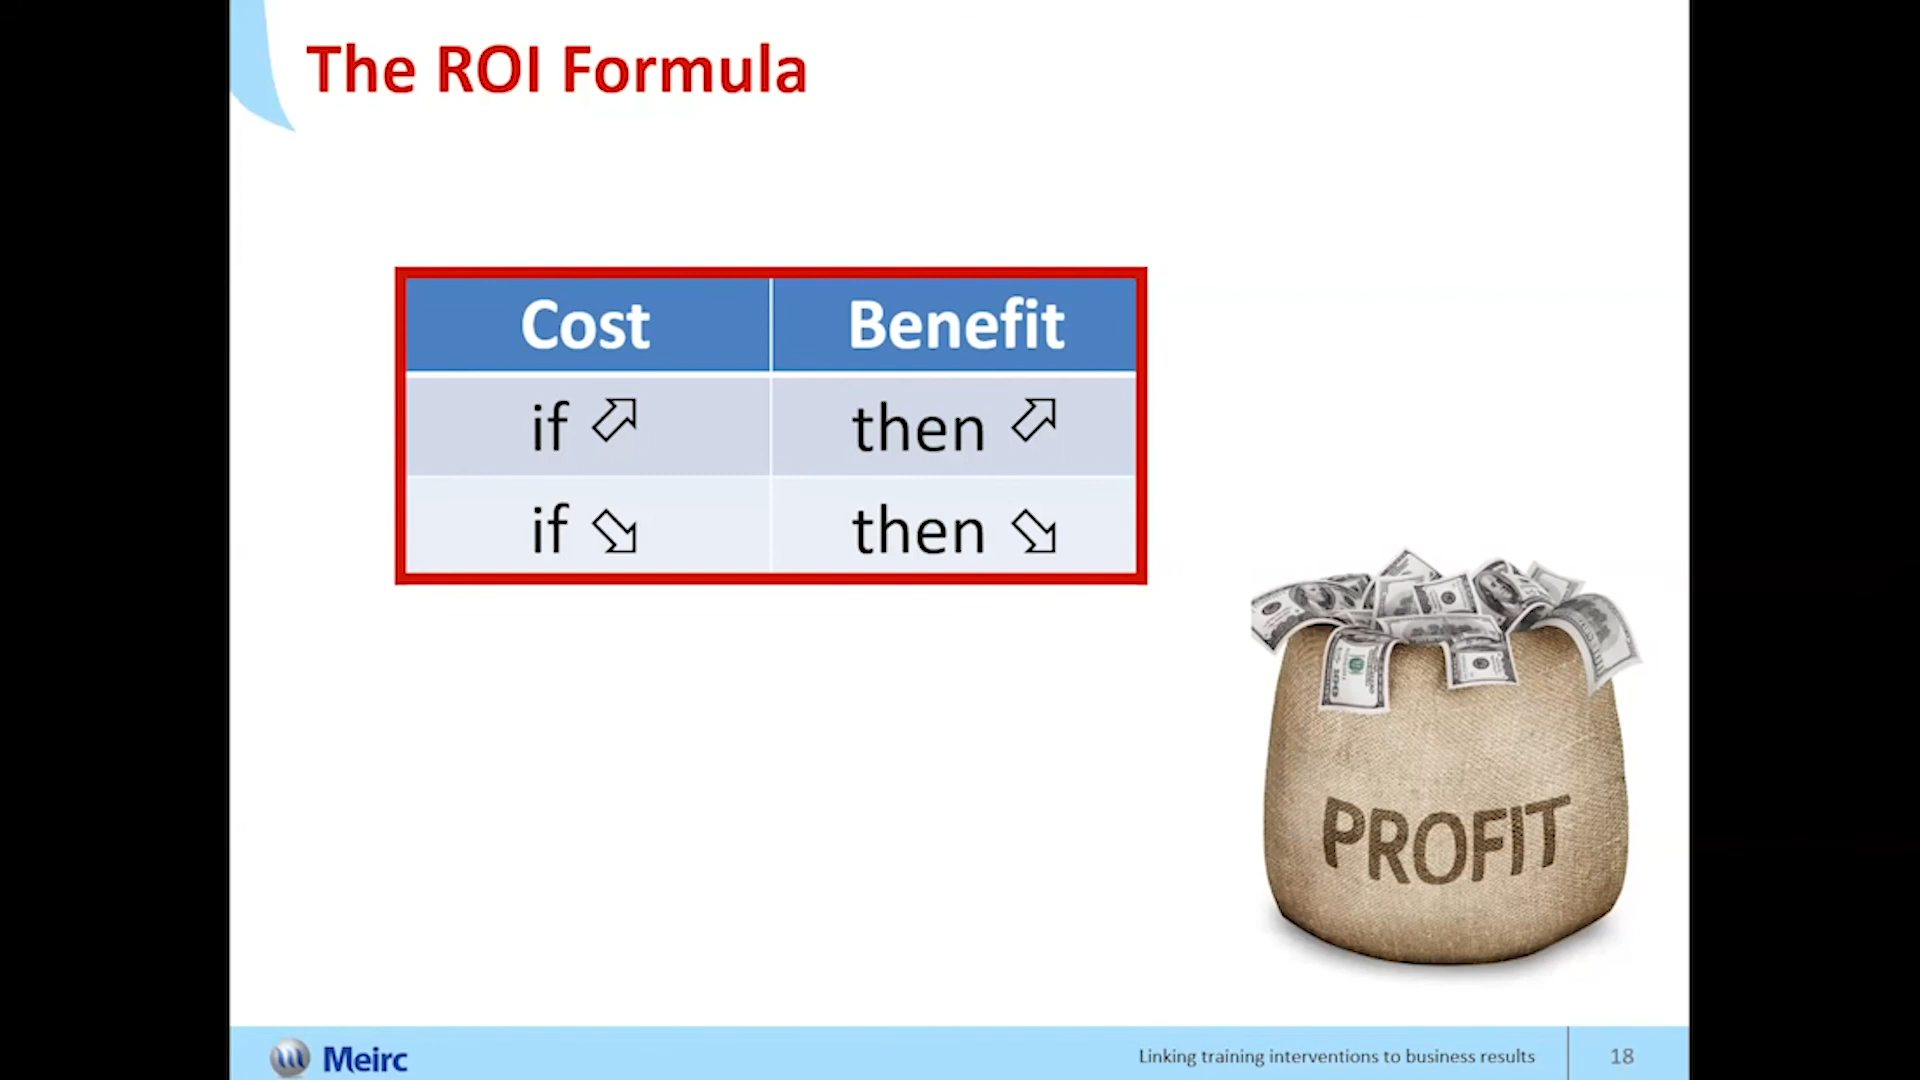 The ROI Formula
Cost Benefit
if then
if then
PROFIT
Meirc
Linking training interventions to business results
18